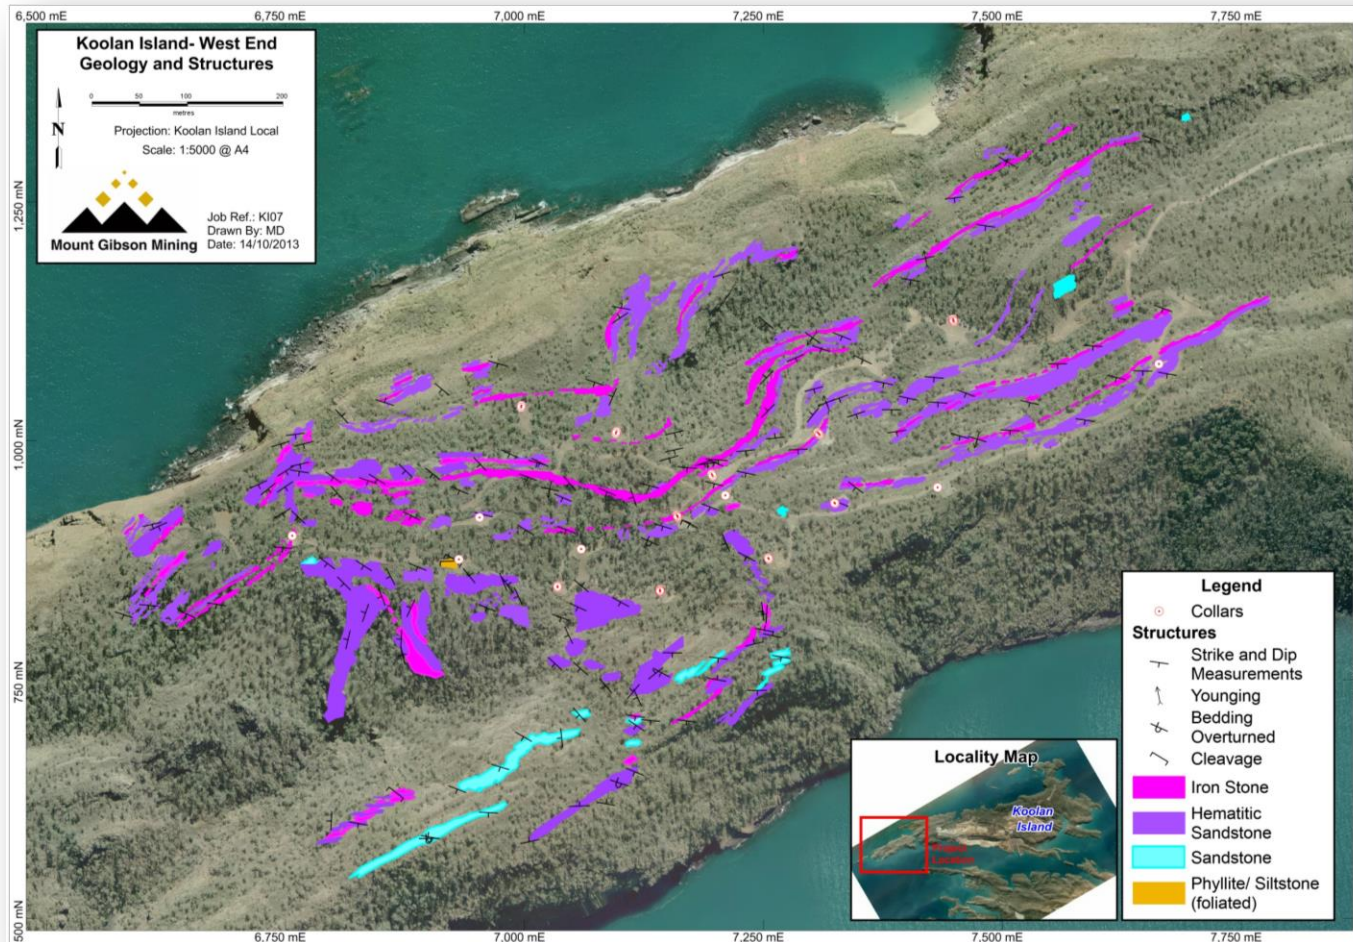 6,500 mE
6,750 mE
7,000 mE
7,250 mE
7,500 mE
7,750 mE
Koolan Island- West End
Geology and Structures
0 50 100 200
metres
N
Projection: Koolan Island Local
Scale: 1:5000 @ A4
Job Ref.: KI07
Drawn By: MD
Date: 14/10/2013
Mount Gibson Mining
1,250 mN
1,000 mN
750 mN
500 mN
Legend
Collars
Structures
Strike and Dip
Measurements
Younging
Bedding
Overturned
Cleavage
Iron Stone
Hematitic
Sandstone
Sandstone
Phyllite/ Siltstone
(foliated)
Locality Map
Koolan
Island
Project
Location
6,750 mE
7,000 mE
7,250 mE
7,500 mE
7,750 mE